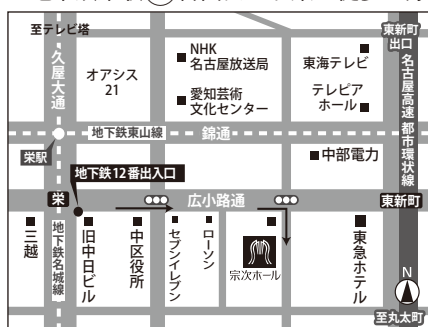 至テレビ塔
久屋大通
オアシス
21
NHK
名古屋放送局
愛知芸術
文化センター
東海テレビ
テレピア
ホール
東新町
出口
名古屋高速 都市環状線
地下鉄東山線
錦通
栄駅
中部電力
地下鉄12番出入口
栄
広小路通
東新町
三越
地下鉄名城線
旧中日ビル
中区役所
セブンイレブン
ローソン
宗次ホール
東急ホテル
N
至丸太町